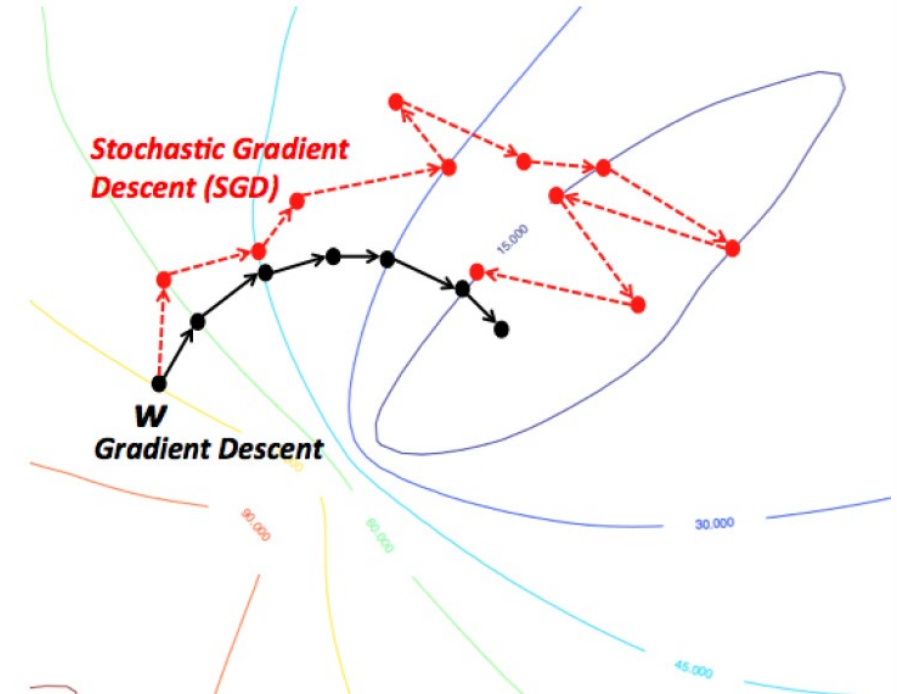 Stochastic Gradient
Descent (SGD)
15.000
W
Gradient Descent
90.000
60.000
30.000
45.000